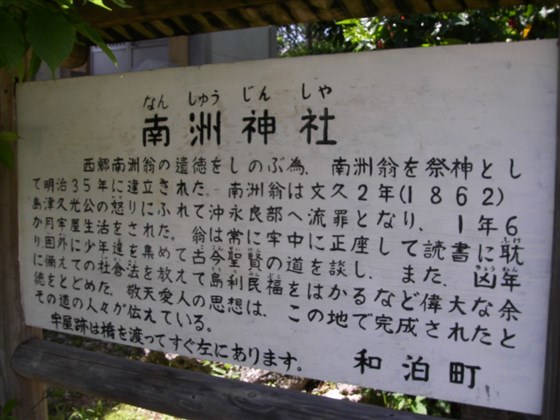 なん しゅう じん しゃ
南洲神社
西郷南洲翁の遺徳をしのぶ為、南洲翁を祭神とし
て明治35年に建立された。南洲翁は文久2年(1862)
島津久光公の怒りにふれて沖永良部へ流罪となり、1年6
か月牢屋生活をされた。翁は常に牢中に正座して読書に耽
り囲外に少年達を集めて古今聖賢の道を談し、また、凶年
に備えての社倉法を教えて島利民福をはかるなど偉大な余
徳をとどめた。敬天愛人の思想は、この地で完成されたと
その道の人々が伝えている。
牢屋跡は橋を渡ってすぐ左にあります。
和泊町